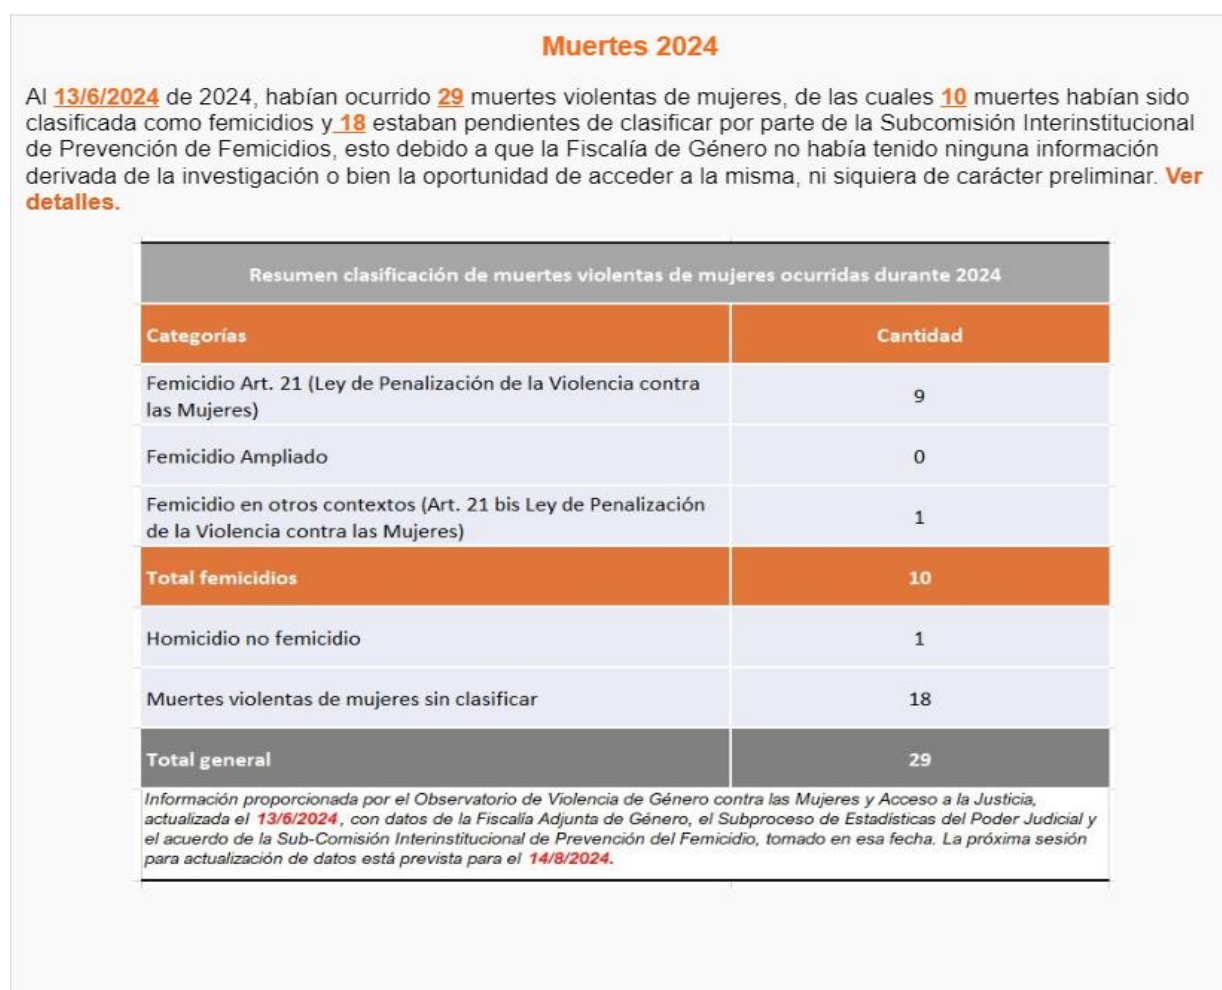 Muertes 2024
Al 13/6/2024 de 2024, habían ocurrido 29 muertes violentas de mujeres, de las cuales 10 muertes habían sido
clasificada como femicidios y 18 estaban pendientes de clasificar por parte de la Subcomisión Interinstitucional
de Prevención de Femicidios, esto debido a que la Fiscalía de Género no había tenido ninguna información
derivada de la investigación o bien la oportunidad de acceder a la misma, ni siquiera de carácter preliminar. Ver
detalles.
Resumen clasificación de muertes violentas de mujeres ocurridas durante 2024
Categorías Cantidad
Femicidio Art. 21 (Ley de Penalización de la Violencia contra
las Mujeres) 9
Femicidio Ampliado 0
Femicidio en otros contextos (Art. 21 bis Ley de Penalización
de la Violencia contra las Mujeres) 1
Total femicidios 10
Homicidio no femicidio 1
Muertes violentas de mujeres sin clasificar 18
Total general 29
Información proporcionada por el Observatorio de Violencia de Género contra las Mujeres y Acceso a la Justicia,
actualizada el 13/6/2024, con datos de la Fiscalía Adjunta de Género, el Subproceso de Estadísticas del Poder Judicial y
el acuerdo de la Sub-Comisión Interinstitucional de Prevención del Femicidio, tomado en esa fecha. La próxima sesión
para actualización de datos está prevista para el 14/8/2024.